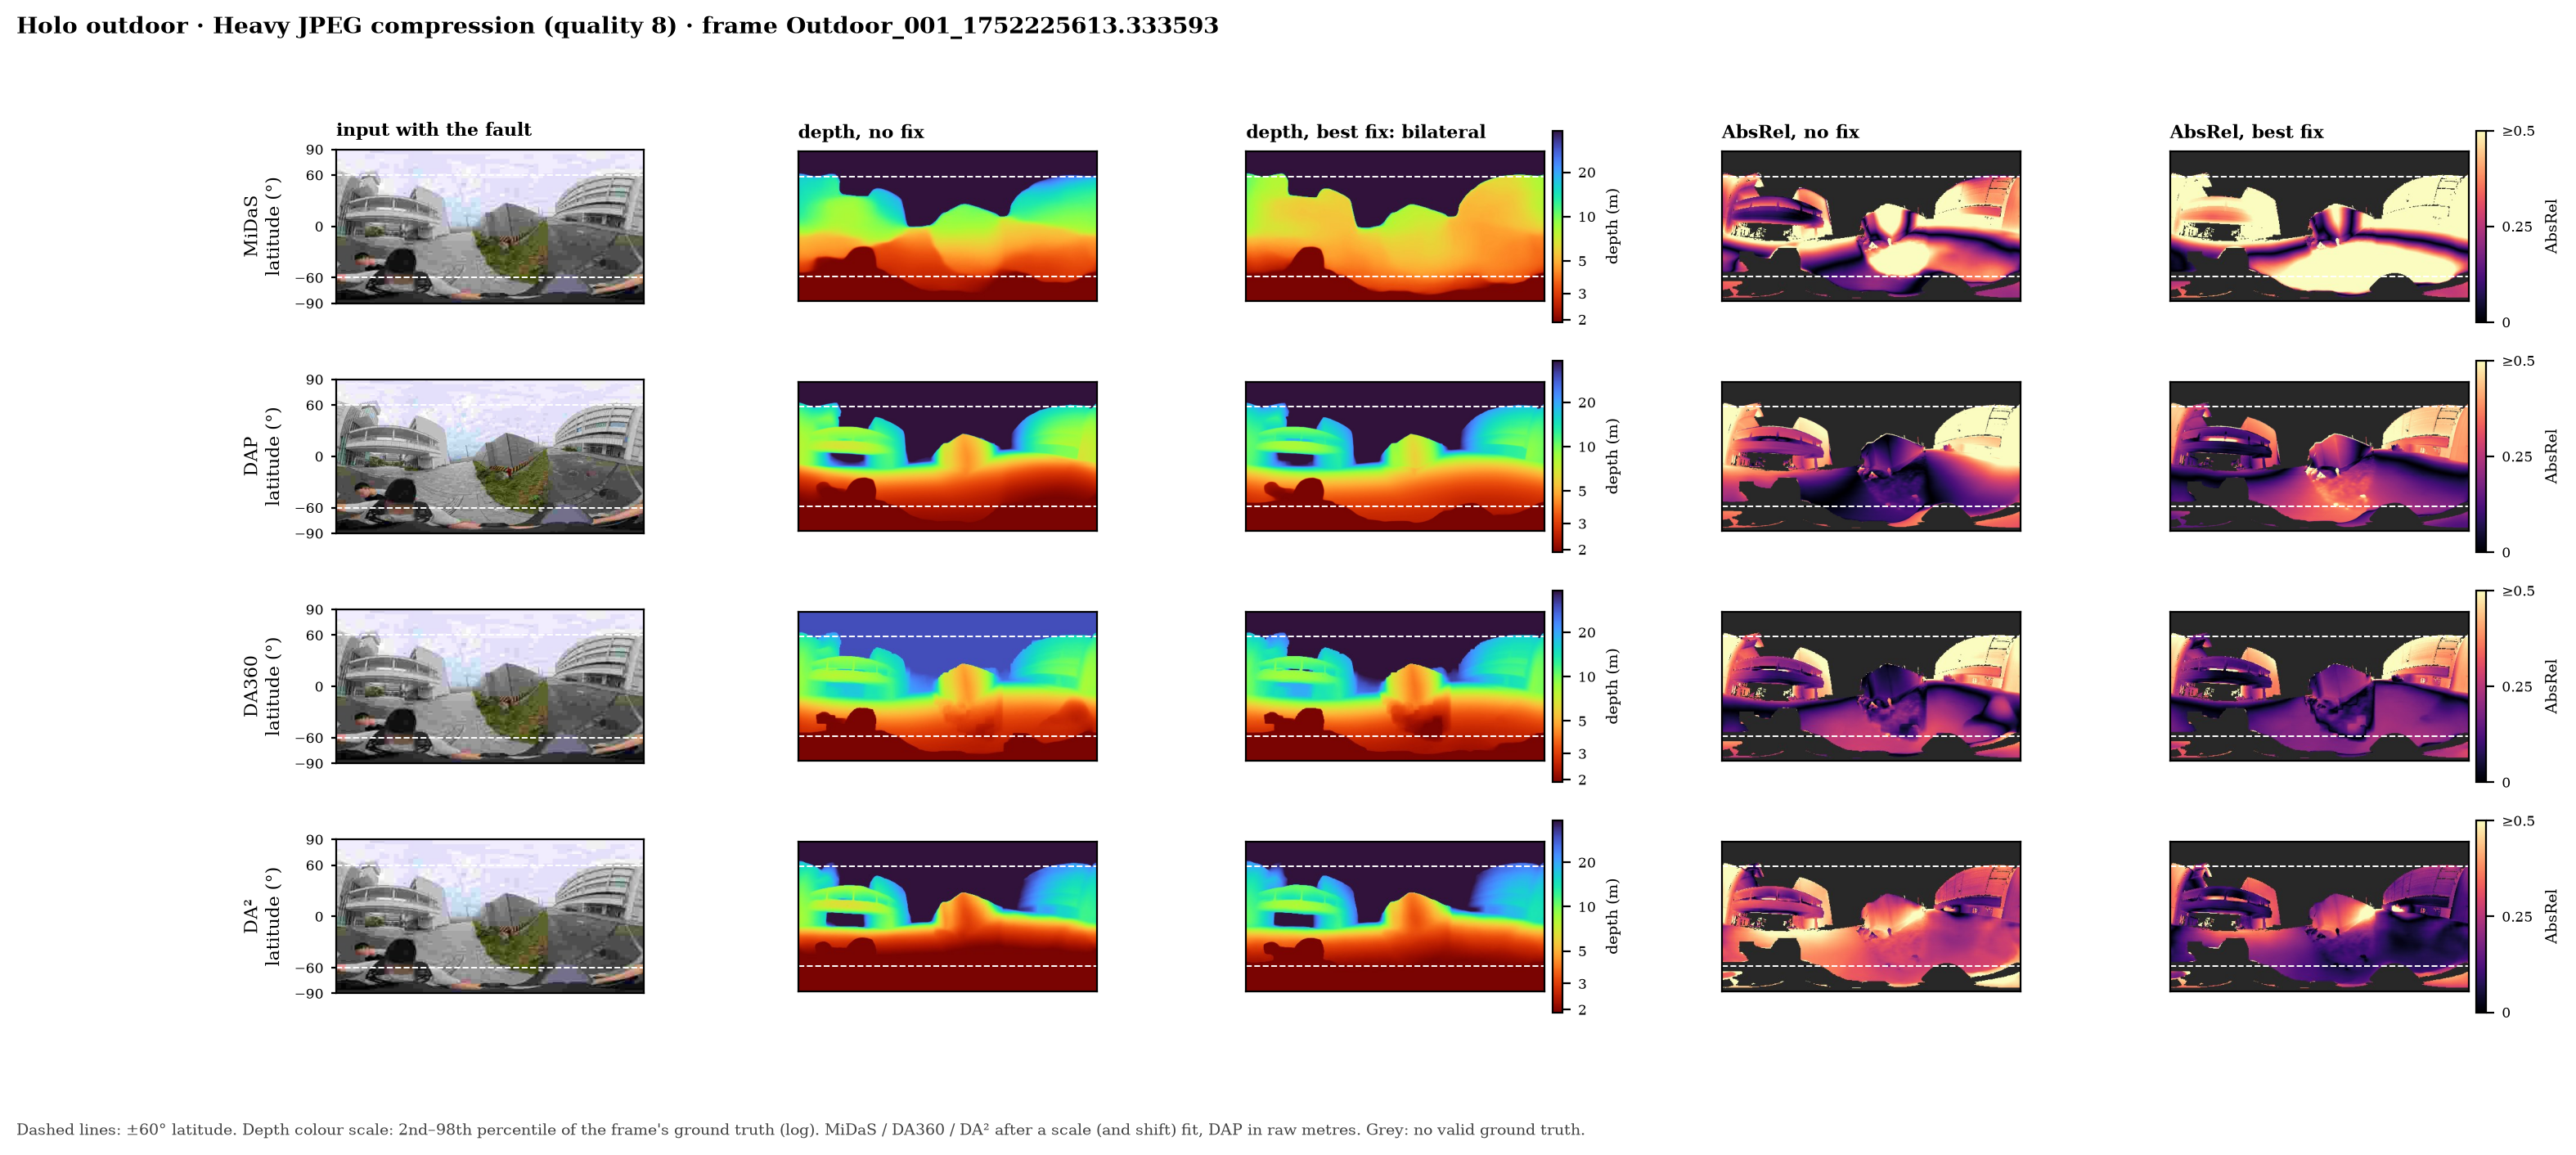 Holo outdoor · Heavy JPEG compression (quality 8) · frame Outdoor_001_1752225613.333593
input with the fault
depth, no fix
depth, best fix: bilateral
AbsRel, no fix
AbsRel, best fix
MiDaS
latitude (°)
90
60
0
−60
−90
20
10
5
3
2
depth (m)
≥0.5
0.25
0
AbsRel
DAP
latitude (°)
90
60
0
−60
−90
20
10
5
3
2
depth (m)
≥0.5
0.25
0
AbsRel
DA360
latitude (°)
90
60
0
−60
−90
20
10
5
3
2
depth (m)
≥0.5
0.25
0
AbsRel
DA²
latitude (°)
90
60
0
−60
−90
20
10
5
3
2
depth (m)
≥0.5
0.25
0
AbsRel
Dashed lines: ±60° latitude. Depth colour scale: 2nd–98th percentile of the frame's ground truth (log). MiDaS / DA360 / DA² after a scale (and shift) fit, DAP in raw metres. Grey: no valid ground truth.